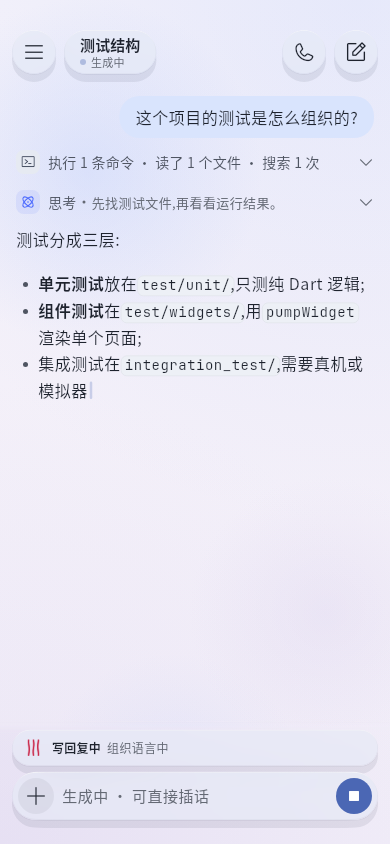 测试结构
生成中
这个项目的测试是怎么组织的?
执行 1 条命令 · 读了 1 个文件 · 搜索 1 次
思考 · 先找测试文件,再看看运行结果。
测试分成三层:
• 单元测试放在 test/unit/,只测纯 Dart 逻辑;
• 组件测试在 test/widgets/,用 pumpWidget
渲染单个页面;
• 集成测试在 integration_test/,需要真机或
模拟器
写回复中 组织语言中
生成中 · 可直接插话